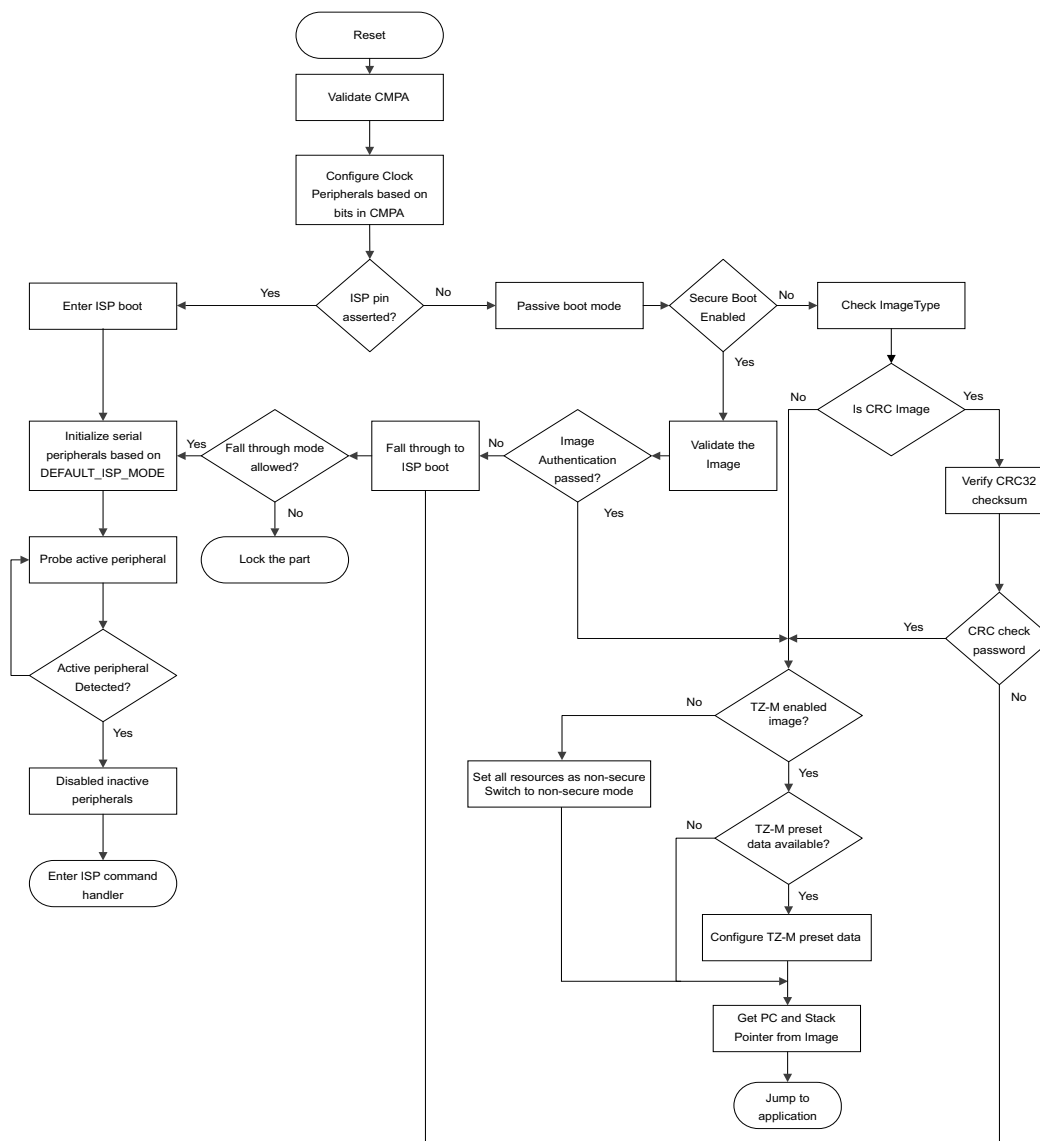 Reset
Validate CMPA
Configure Clock
Peripherals based on
bits in CMPA
ISP pin
asserted?
Yes
No
Enter ISP boot
Passive boot mode
Secure Boot
Enabled
No
Yes
Check ImageType
Is CRC Image
No
Yes
Initialize serial
peripherals based on
DEFAULT_ISP_MODE
Yes
Fall through mode
allowed?
No
Fall through to
ISP boot
No
Image
Authentication
passed?
Yes
Validate the
Image
Verify CRC32
checksum
Lock the part
Probe active peripheral
Yes
CRC check
password
No
Active peripheral
Detected?
Yes
No
TZ-M enabled
image?
Yes
Disabled inactive
peripherals
Set all resources as non-secure
Switch to non-secure mode
No
TZ-M preset
data available?
Yes
Enter ISP command
handler
Configure TZ-M preset data
Get PC and Stack
Pointer from Image
Jump to
application